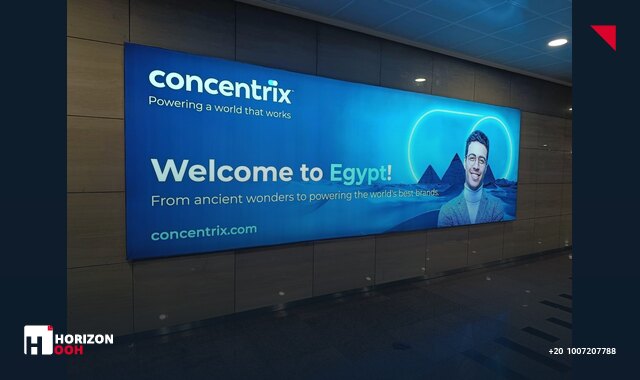 concentrix
Powering a world that works
Welcome to Egypt!
From ancient wonders to powering the world's best brands.
concentrix.com
H HORIZON
OOH
+20 1007207788